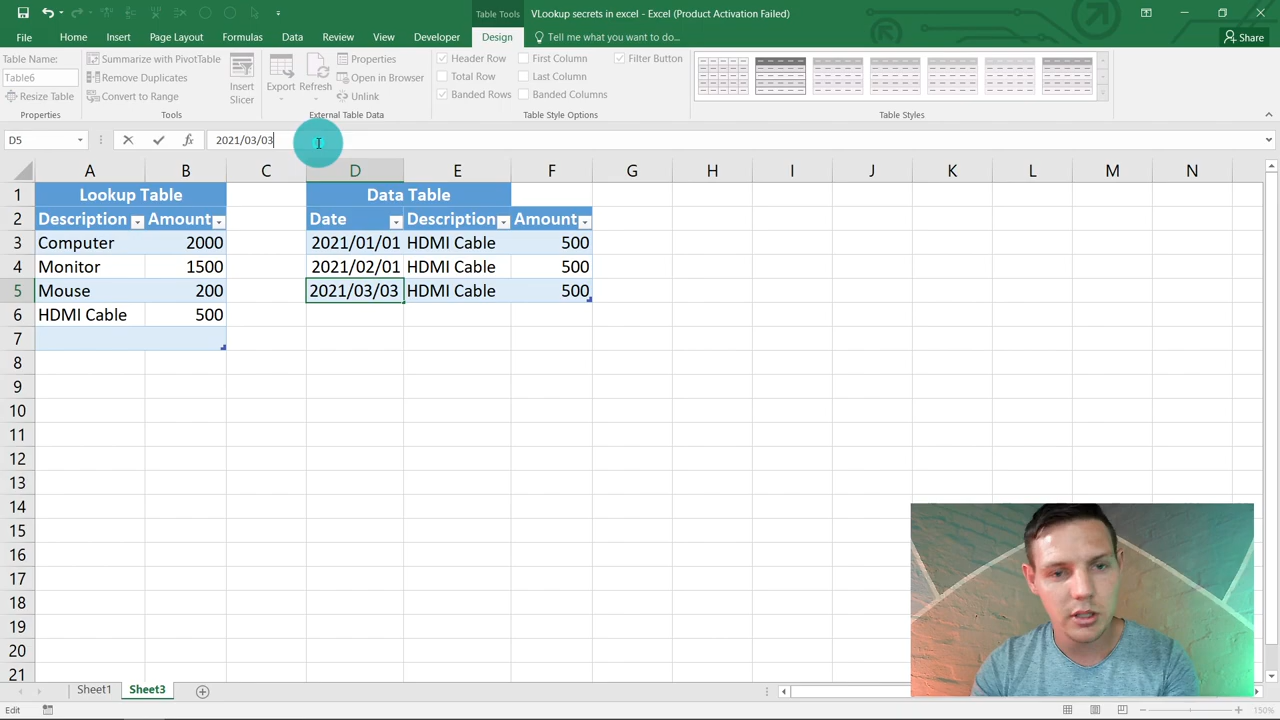 Table Tools
VLookup secrets in excel - Excel (Product Activation Failed)
File Home Insert Page Layout Formulas Data Review View Developer Design Tell me what you want to do... Share
Table Name:
Table5
Resize Table
Properties
Summarize with PivotTable
Remove Duplicates
Convert to Range
Tools
Insert Slicer
Export
Refresh
Properties
Open in Browser
Unlink
External Table Data
Header Row First Column Filter Button
Total Row Last Column
Banded Rows Banded Columns
Table Style Options
Table Styles
D5 fx 2021/03/03
A B C D E F G H I J K L M N
1 Lookup Table Data Table
2 Description Amount Date Description Amount
3 Computer 2000 2021/01/01 HDMI Cable 500
4 Monitor 1500 2021/02/01 HDMI Cable 500
5 Mouse 200 2021/03/03 HDMI Cable 500
6 HDMI Cable 500
7
8
9
10
11
12
13
14
15
16
17
18
19
20
21
Sheet1 Sheet3
Edit 150%